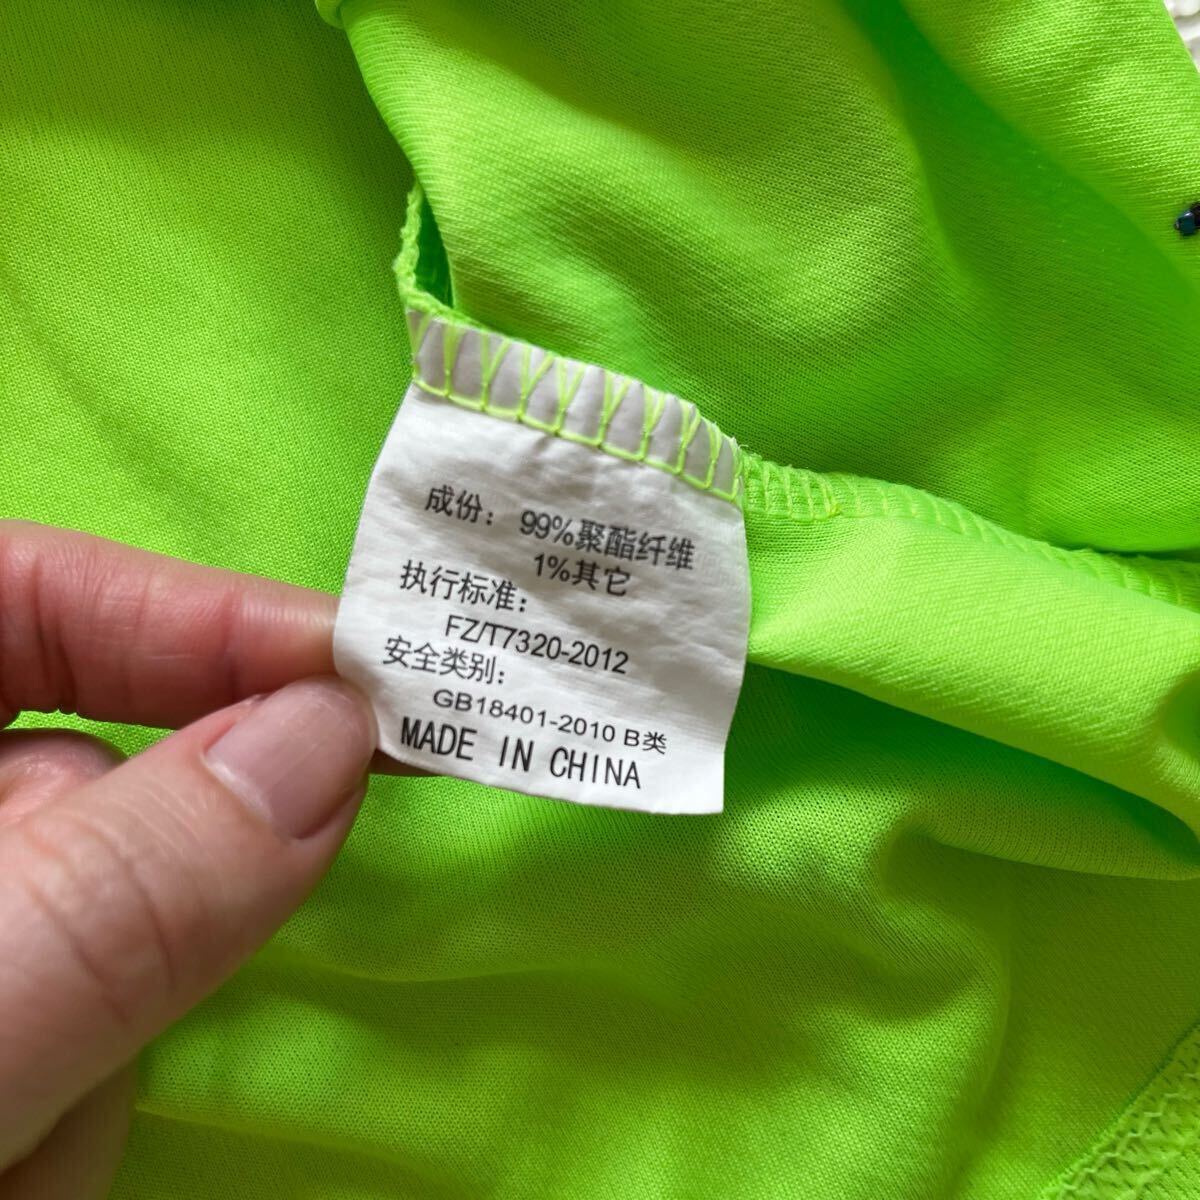 成份： 99%聚酯纤维
1%其它
执行标准：
FZ/T7320-2012
安全类别：
GB18401-2010 B类
MADE IN CHINA